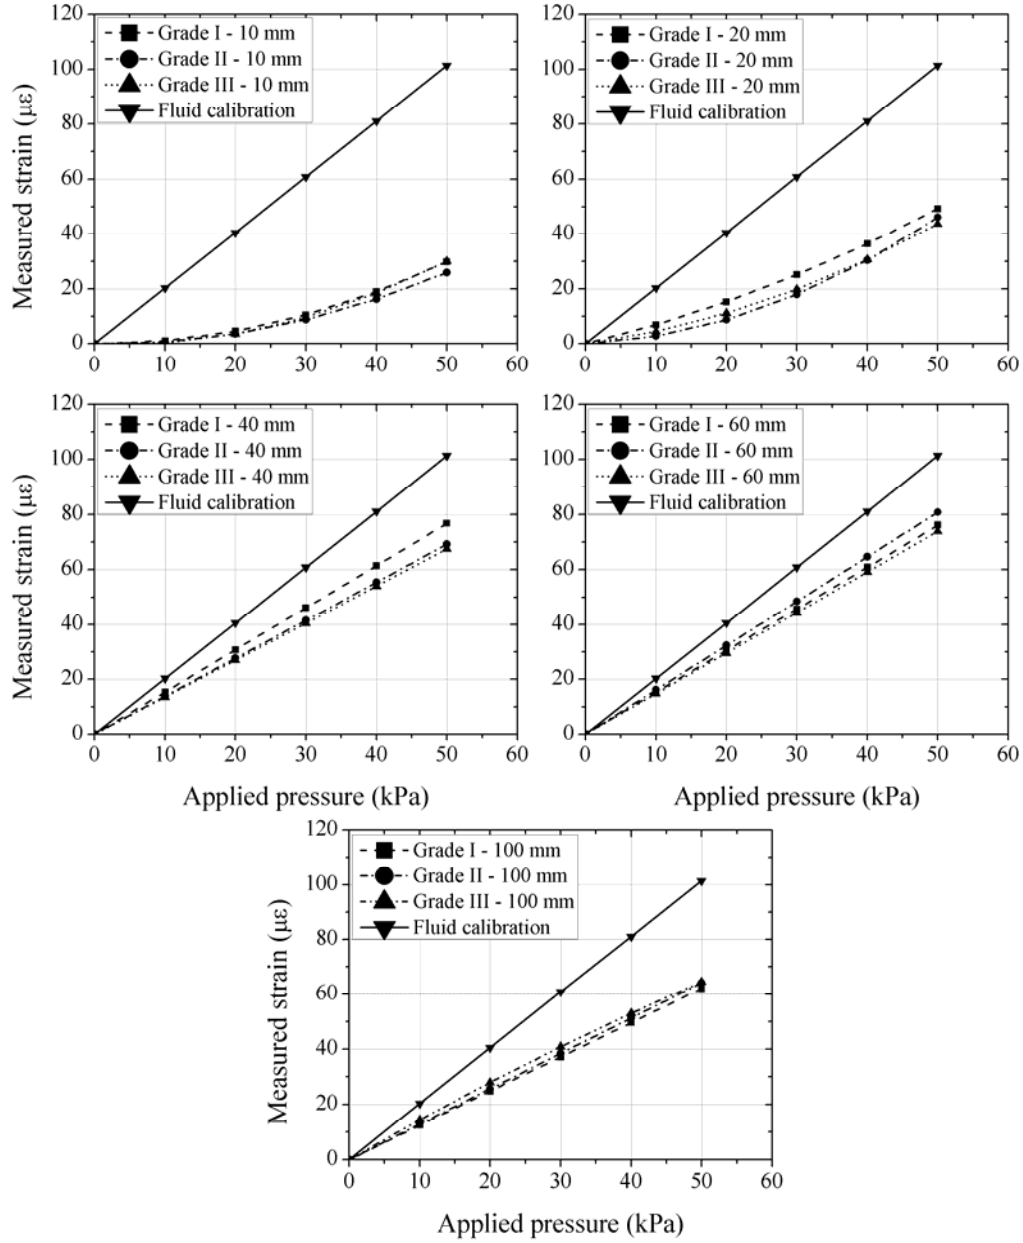 120
100
80
60
40
20
0
Measured strain (με)
Grade I - 10 mm
Grade II - 10 mm
Grade III - 10 mm
Fluid calibration
0 10 20 30 40 50 60
120
100
80
60
40
20
0
Grade I - 20 mm
Grade II - 20 mm
Grade III - 20 mm
Fluid calibration
0 10 20 30 40 50 60
120
100
80
60
40
20
0
Measured strain (με)
Grade I - 40 mm
Grade II - 40 mm
Grade III - 40 mm
Fluid calibration
0 10 20 30 40 50 60
Applied pressure (kPa)
120
100
80
60
40
20
0
Grade I - 60 mm
Grade II - 60 mm
Grade III - 60 mm
Fluid calibration
0 10 20 30 40 50 60
Applied pressure (kPa)
120
100
80
60
40
20
0
Measured strain (με)
Grade I - 100 mm
Grade II - 100 mm
Grade III - 100 mm
Fluid calibration
0 10 20 30 40 50 60
Applied pressure (kPa)